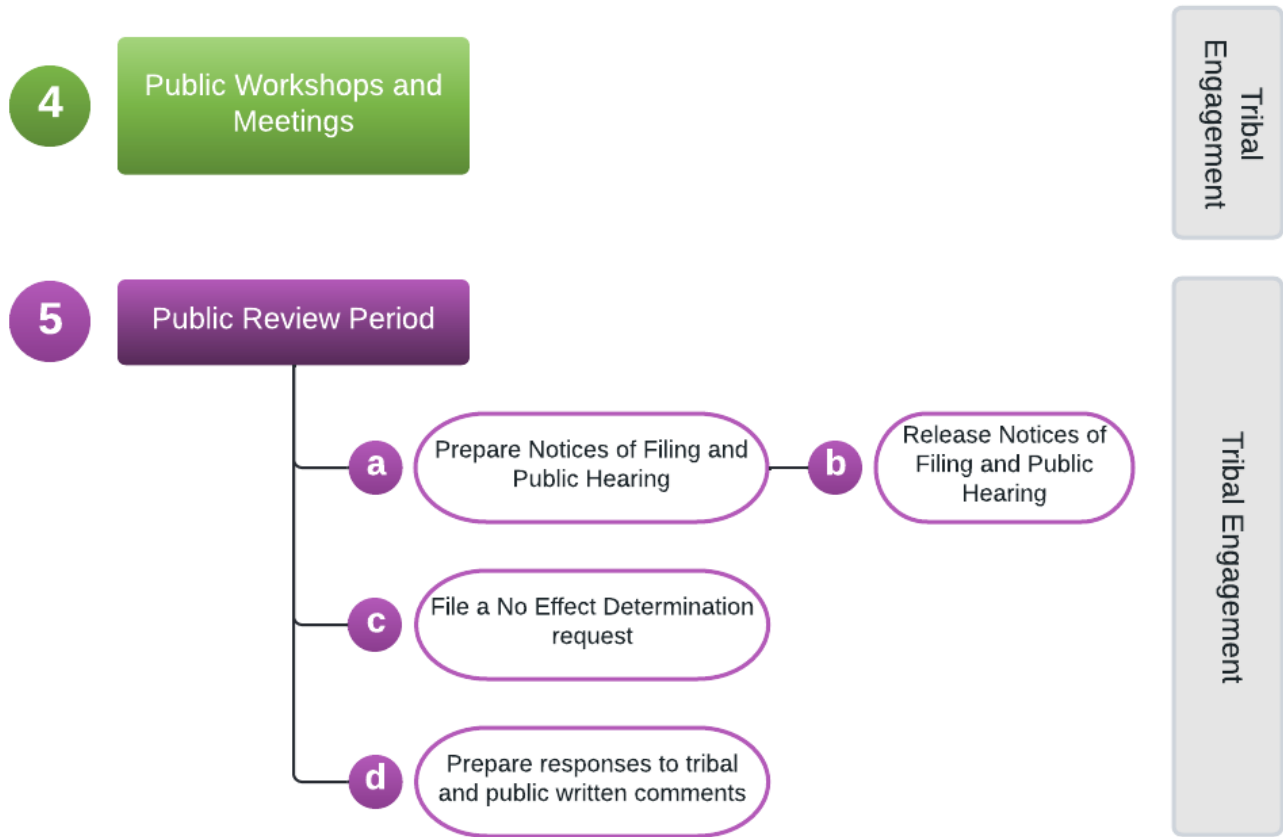 4
Public Workshops and
Meetings
Tribal
Engagement
5
Public Review Period
a
Prepare Notices of Filing and
Public Hearing
b
Release Notices of
Filing and Public
Hearing
c
File a No Effect Determination
request
d
Prepare responses to tribal
and public written comments
Tribal Engagement